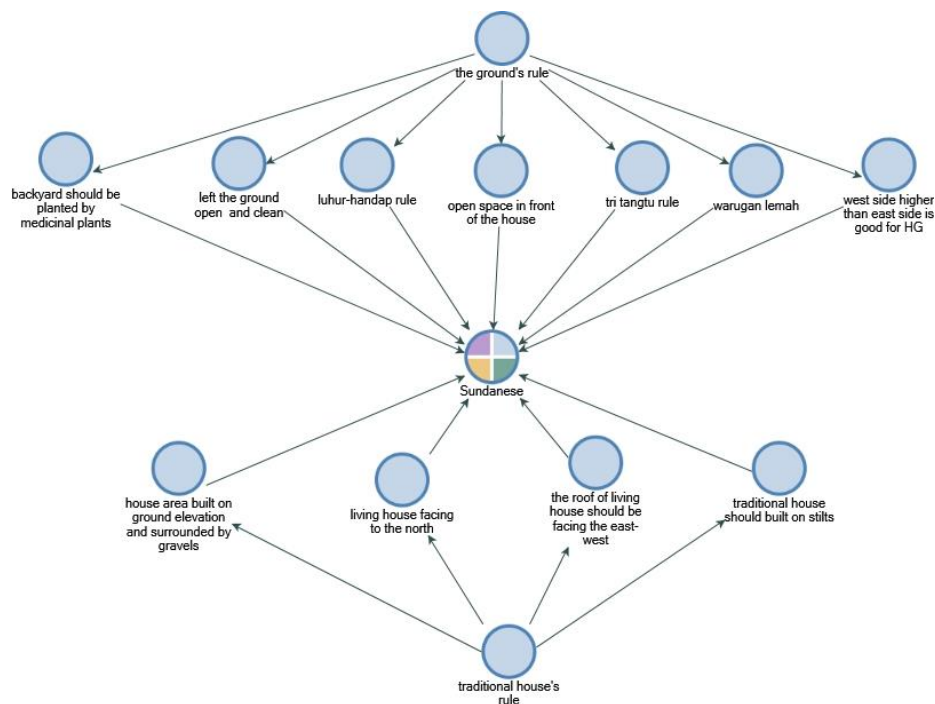 the ground's rule
backyard should be
planted by
medicinal plants
left the ground
open and clean
luhur-handap rule
open space in front
of the house
tri tangtu rule
warugan lemah
west side higher
than east side is
good for HG
Sundanese
house area built on
ground elevation
and surrounded by
gravels
living house facing
to the north
the roof of living
house should be
facing the east-
west
traditional house
should built on stilts
traditional house's
rule